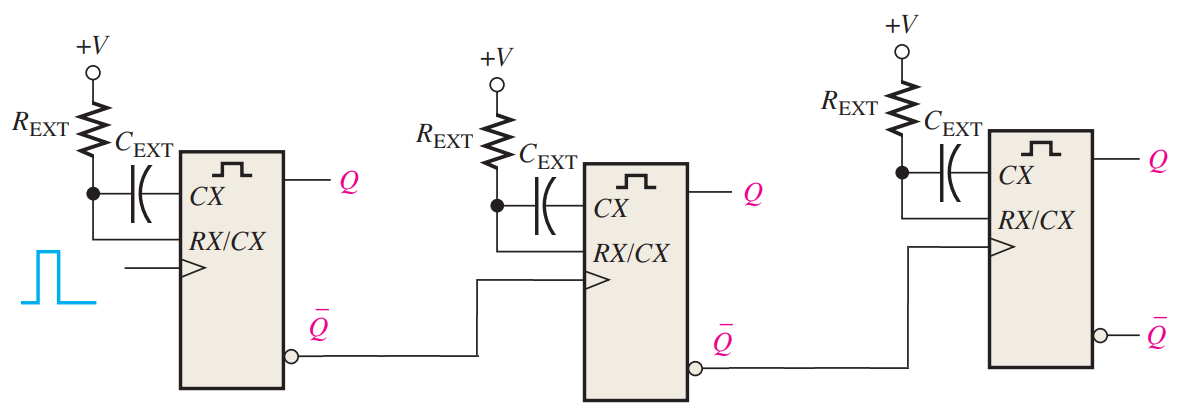 +V
R_EXT
C_EXT
CX
RX/CX
Q
Q̅
+V
R_EXT
C_EXT
CX
RX/CX
Q
Q̅
+V
R_EXT
C_EXT
CX
RX/CX
Q
Q̅